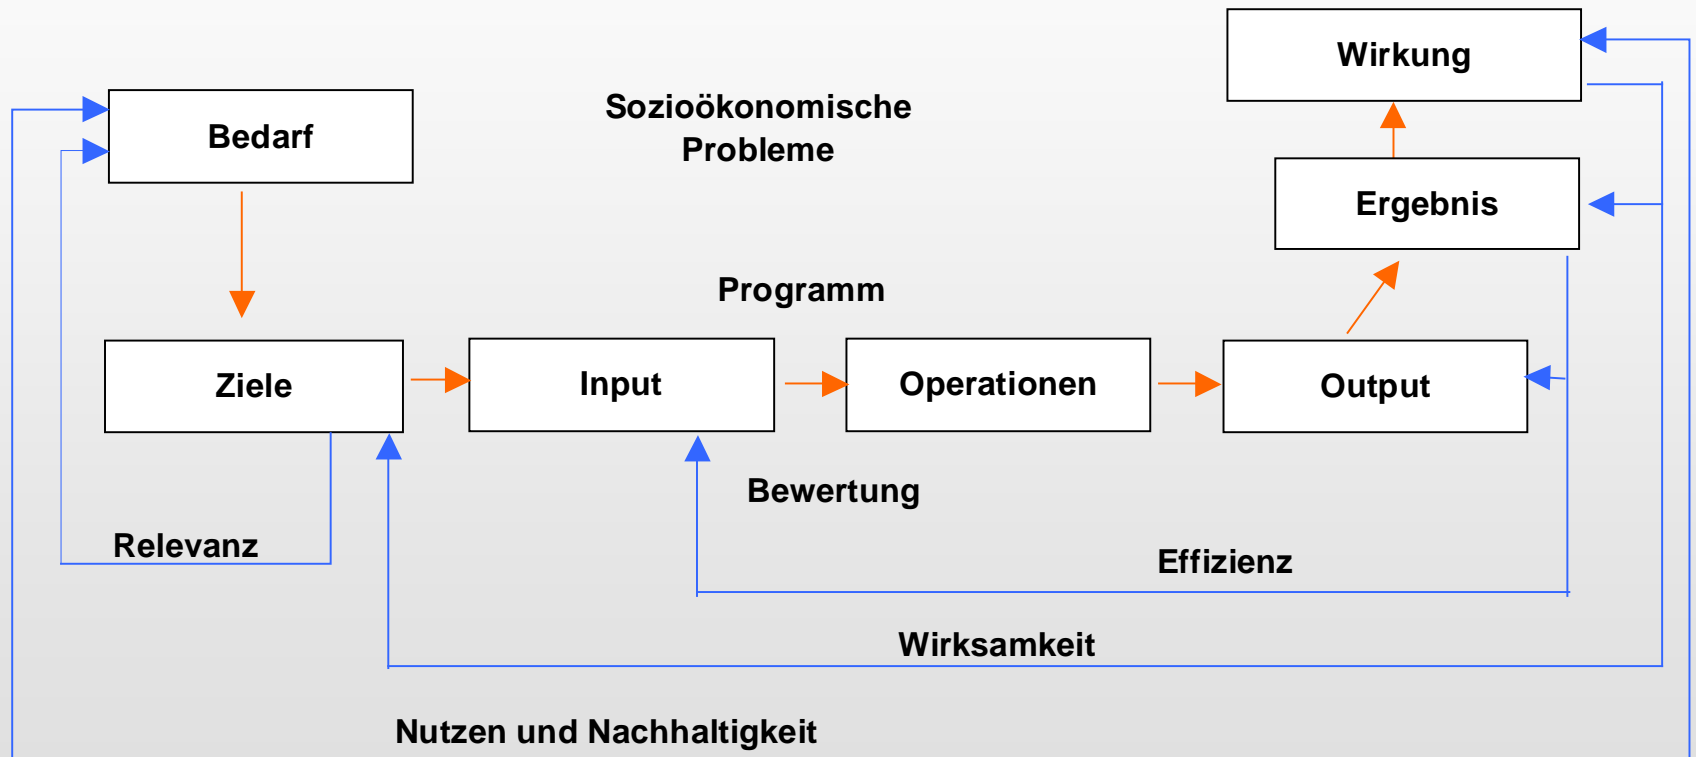 Wirkung
Sozioökonomische
Probleme
Bedarf
Ergebnis
Programm
Ziele
Input
Operationen
Output
Bewertung
Relevanz
Effizienz
Wirksamkeit
Nutzen und Nachhaltigkeit